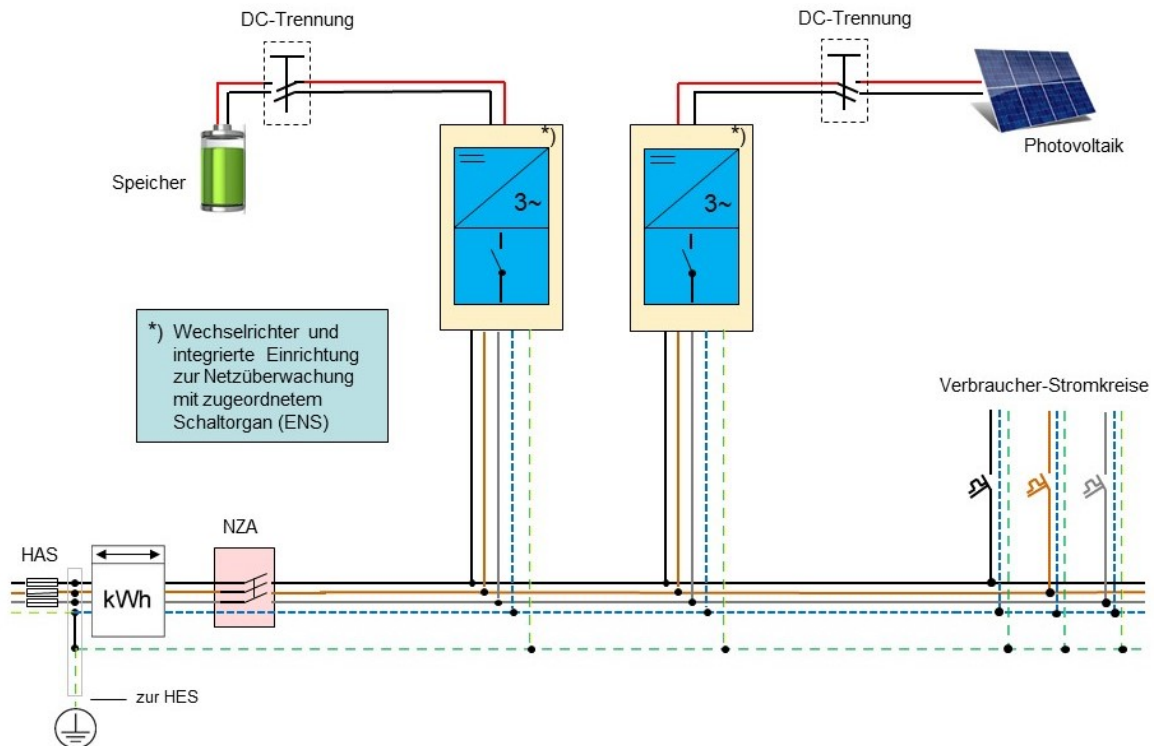 DC-Trennung
DC-Trennung
*)
*)
Photovoltaik
Speicher
3~
3~
*) Wechselrichter und
integrierte Einrichtung
zur Netzüberwachung
mit zugeordnetem
Schaltorgan (ENS)
Verbraucher-Stromkreise
HAS
NZA
kWh
zur HES